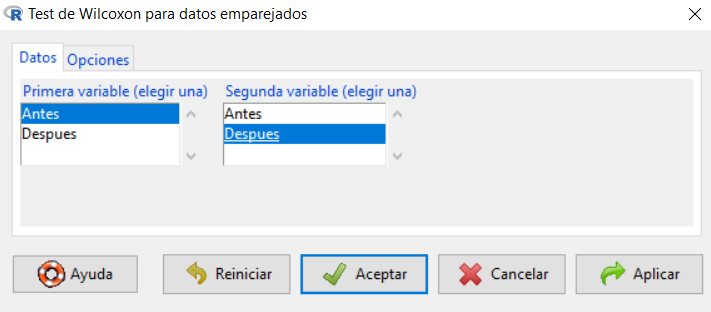 R Test de Wilcoxon para datos emparejados
Datos Opciones
Primera variable (elegir una) Segunda variable (elegir una)
Antes Antes
Despues Despues
Ayuda Reiniciar Aceptar Cancelar Aplicar